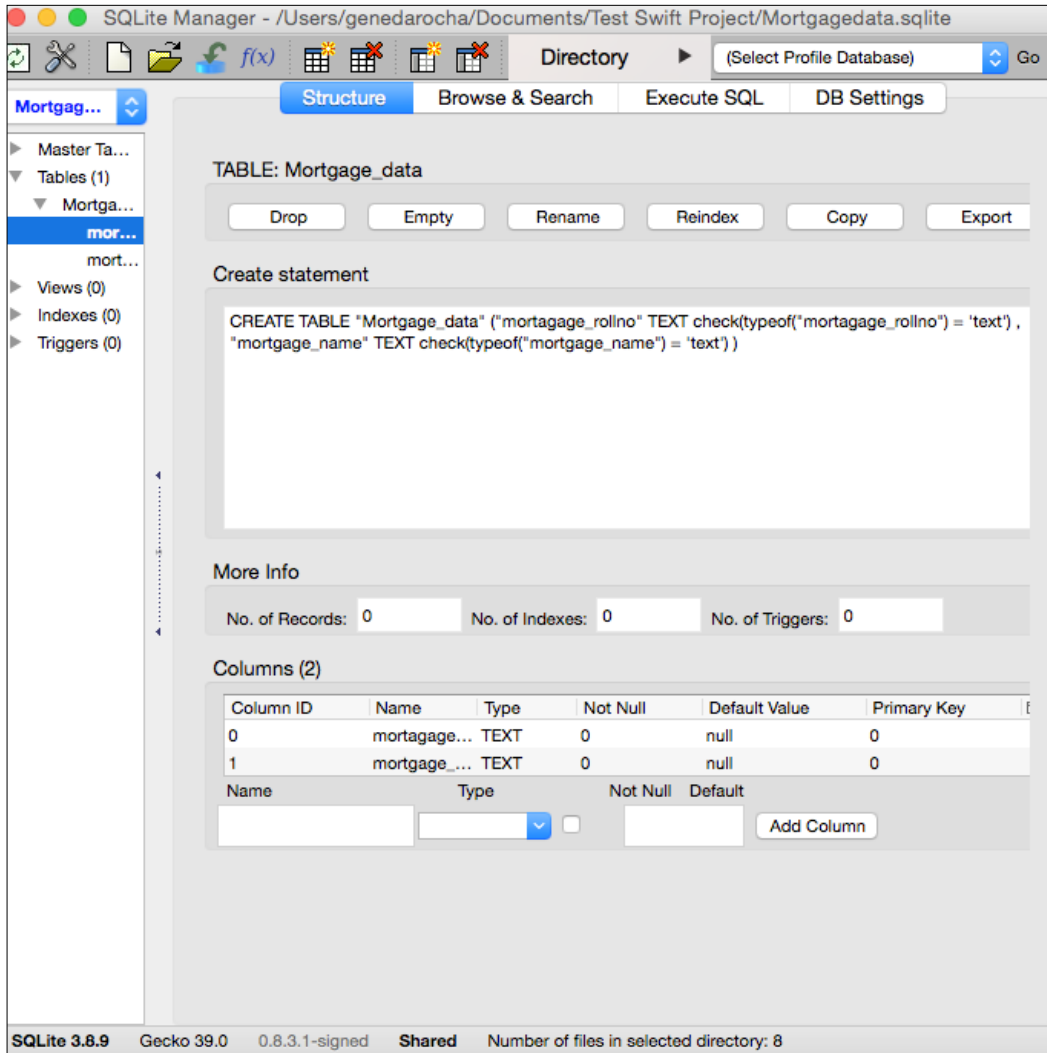 SQLite Manager - /Users/genedarocha/Documents/Test Swift Project/Mortgagedata.sqlite
f(x) Directory (Select Profile Database) Go
Mortgag...
Structure Browse & Search Execute SQL DB Settings
Master Ta...
Tables (1)
Mortga...
mor...
mort...
Views (0)
Indexes (0)
Triggers (0)
TABLE: Mortgage_data
Drop Empty Rename Reindex Copy Export
Create statement
CREATE TABLE "Mortgage_data" ("mortagage_rollno" TEXT check(typeof("mortagage_rollno") = 'text') ,
"mortgage_name" TEXT check(typeof("mortgage_name") = 'text') )
More Info
No. of Records: 0 No. of Indexes: 0 No. of Triggers: 0
Columns (2)
Column ID Name Type Not Null Default Value Primary Key
0 mortagage... TEXT 0 null 0
1 mortgage_... TEXT 0 null 0
Name Type Not Null Default
Add Column
SQLite 3.8.9 Gecko 39.0 0.8.3.1-signed Shared Number of files in selected directory: 8